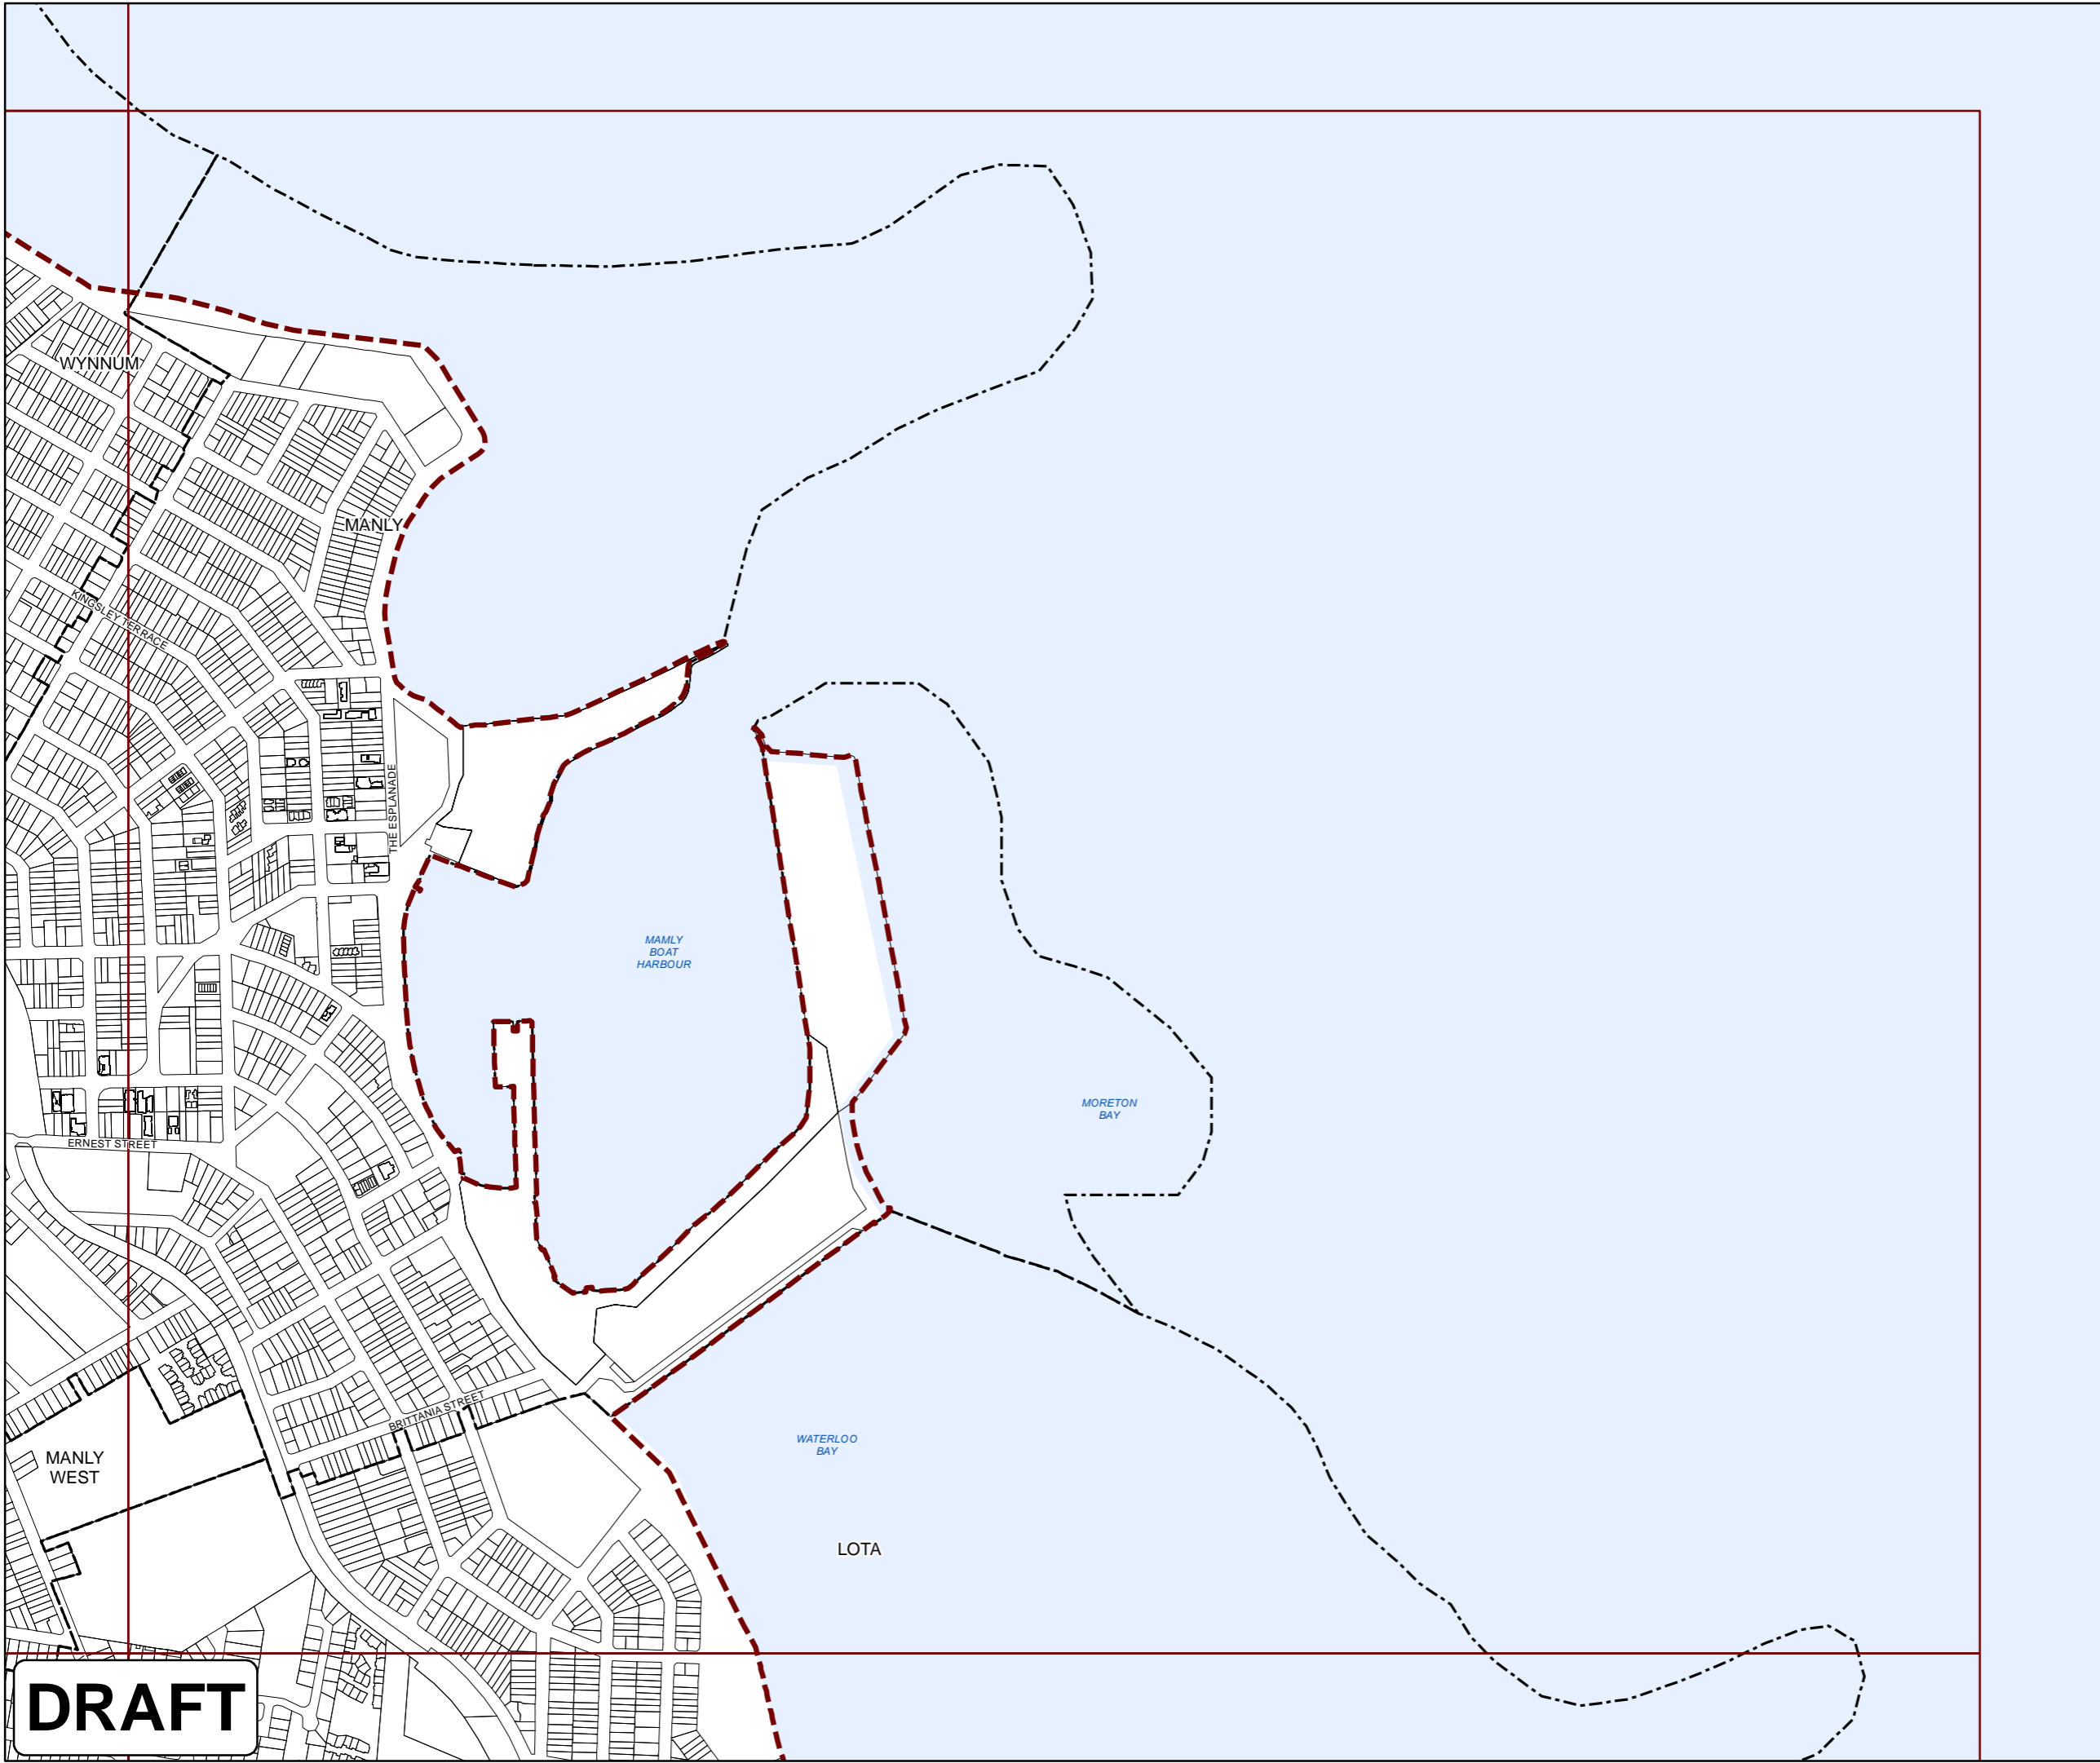 WYNNUM
MANLY
KINGSLEY TERRACE
THE ESPLANADE
MAMLY
BOAT
HARBOUR
MORETON
BAY
ERNEST STREET
BRITTANIA STREET
WATERLOO
BAY
MANLY
WEST
LOTA
DRAFT